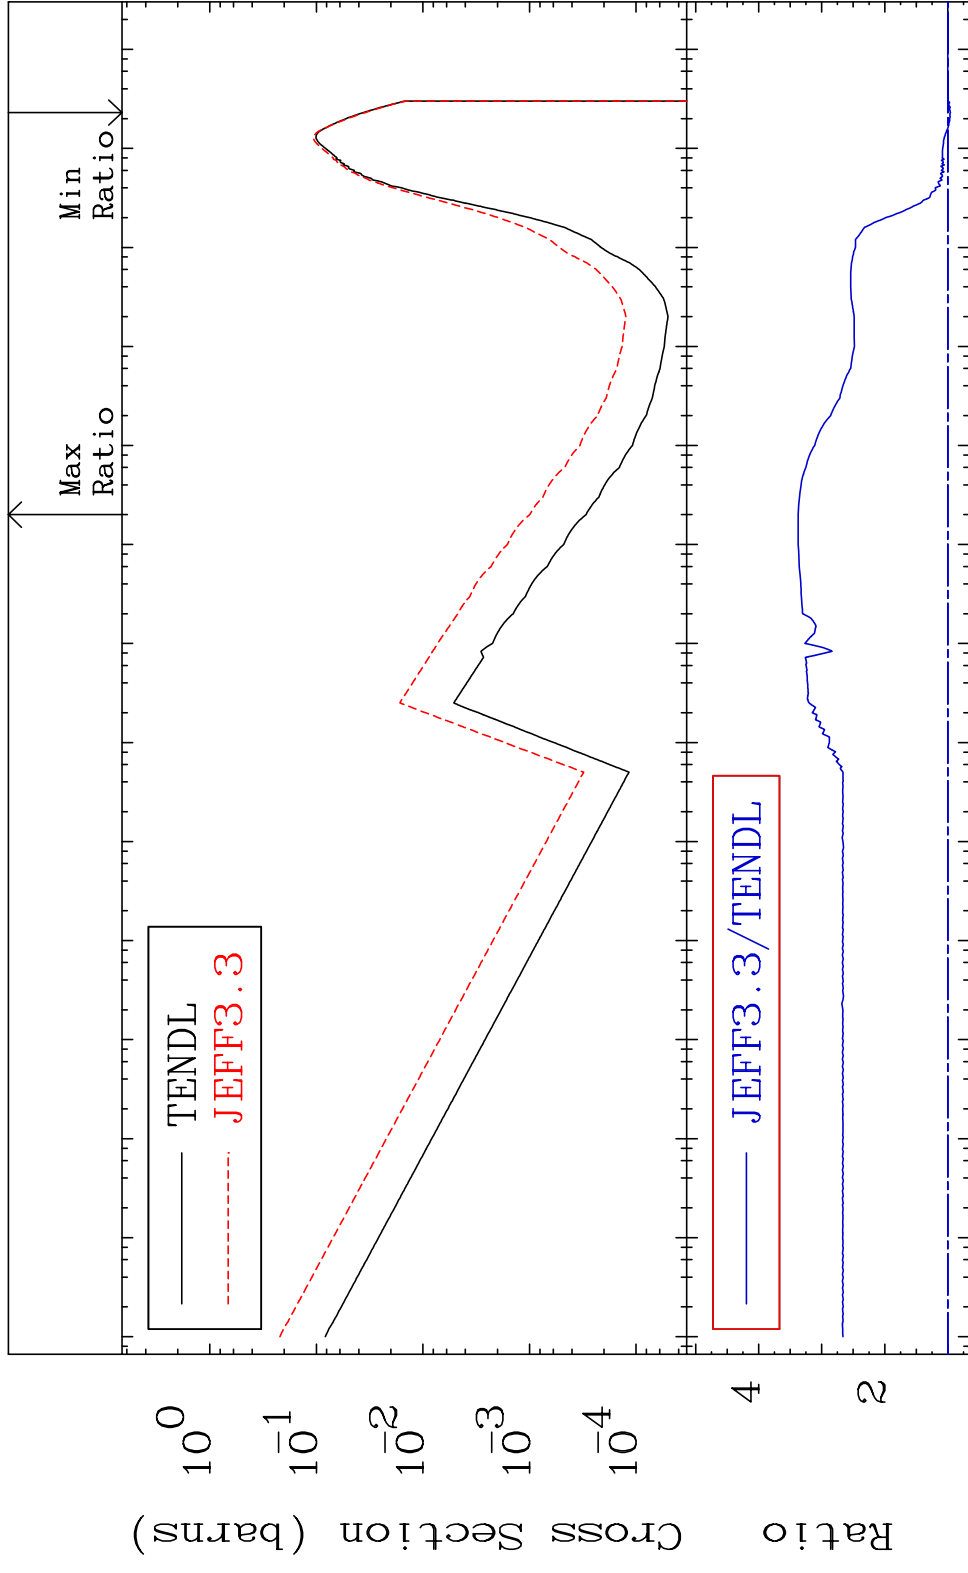 Max
Ratio
Min
Ratio
TENDL
JEFF3.3
10^0
10^-1
10^-2
10^-3
10^-4
Cross Section (barns)
JEFF3.3/TENDL
4
2
Ratio